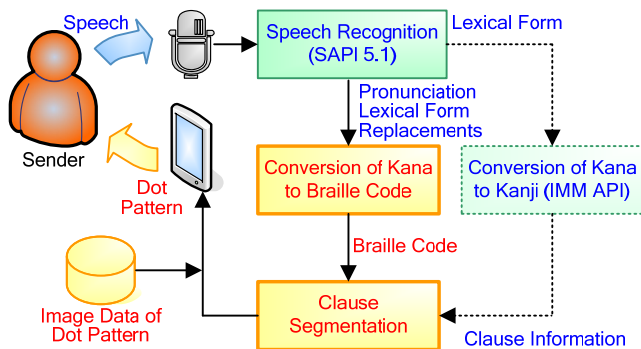 Speech
Speech Recognition
(SAPI 5.1)
Lexical Form
Pronunciation
Lexical Form
Replacements
Sender
Dot
Pattern
Conversion of Kana
to Braille Code
Conversion of Kana
to Kanji (IMM API)
Braille Code
Image Data of
Dot Pattern
Clause
Segmentation
Clause Information